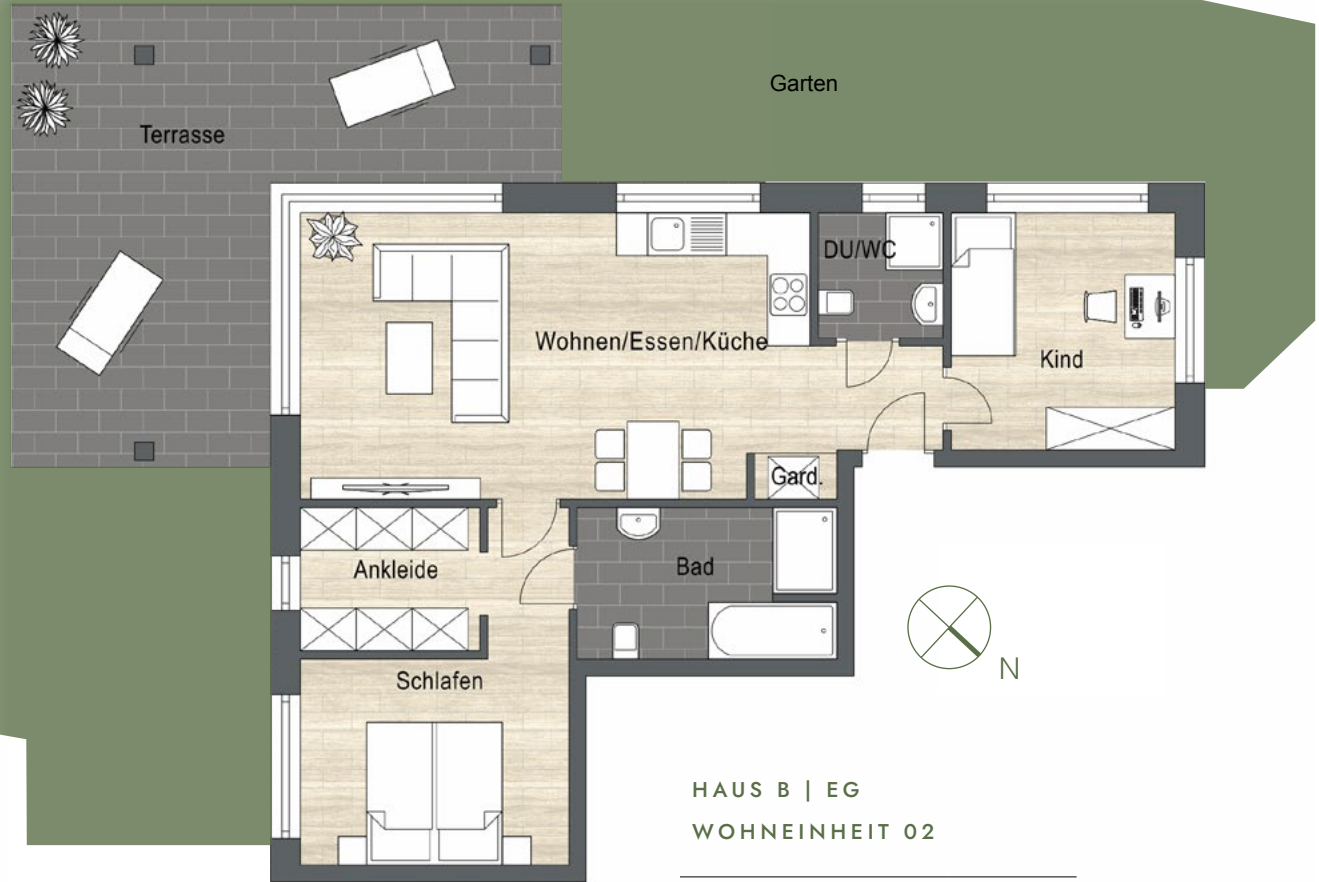 Garten
Terrasse
DU/WC
Wohnen/Essen/Küche
Kind
Gard.
Ankleide
Bad
Schlafen
N
HAUS B | EG
WOHNEINHEIT 02